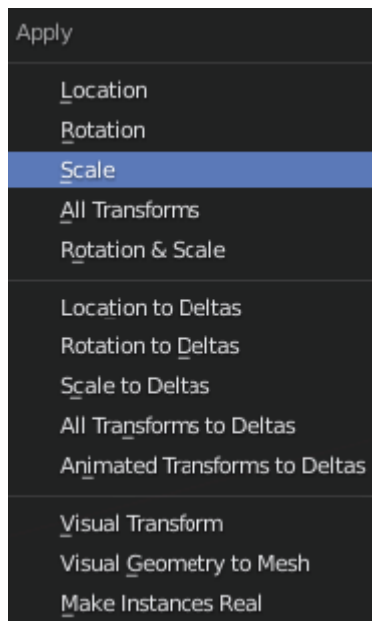 Apply
Location
Rotation
Scale
All Transforms
Rotation & Scale
Location to Deltas
Rotation to Deltas
Scale to Deltas
All Transforms to Deltas
Animated Transforms to Deltas
Visual Transform
Visual Geometry to Mesh
Make Instances Real